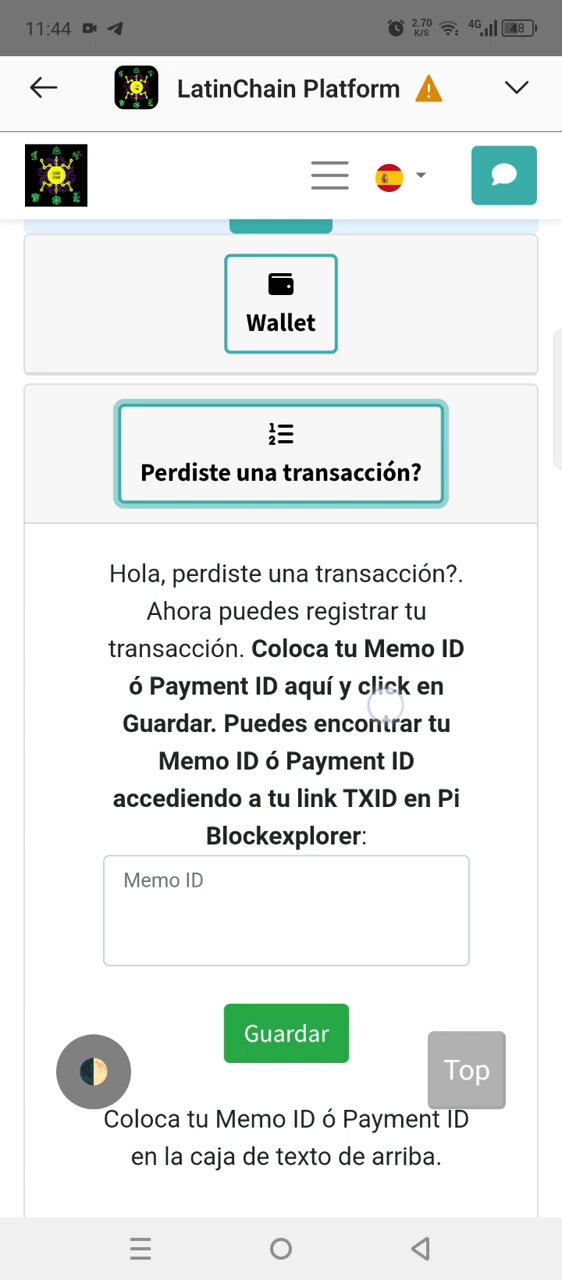 11:44
2.70
K/S
4G
48
LatinChain Platform
Wallet
Perdiste una transacción?
Hola, perdiste una transacción?.
Ahora puedes registrar tu
transacción. Coloca tu Memo ID
ó Payment ID aquí y click en
Guardar. Puedes encontrar tu
Memo ID ó Payment ID
accediendo a tu link TXID en Pi
Blockexplorer:
Memo ID
Guardar
Top
Coloca tu Memo ID ó Payment ID
en la caja de texto de arriba.